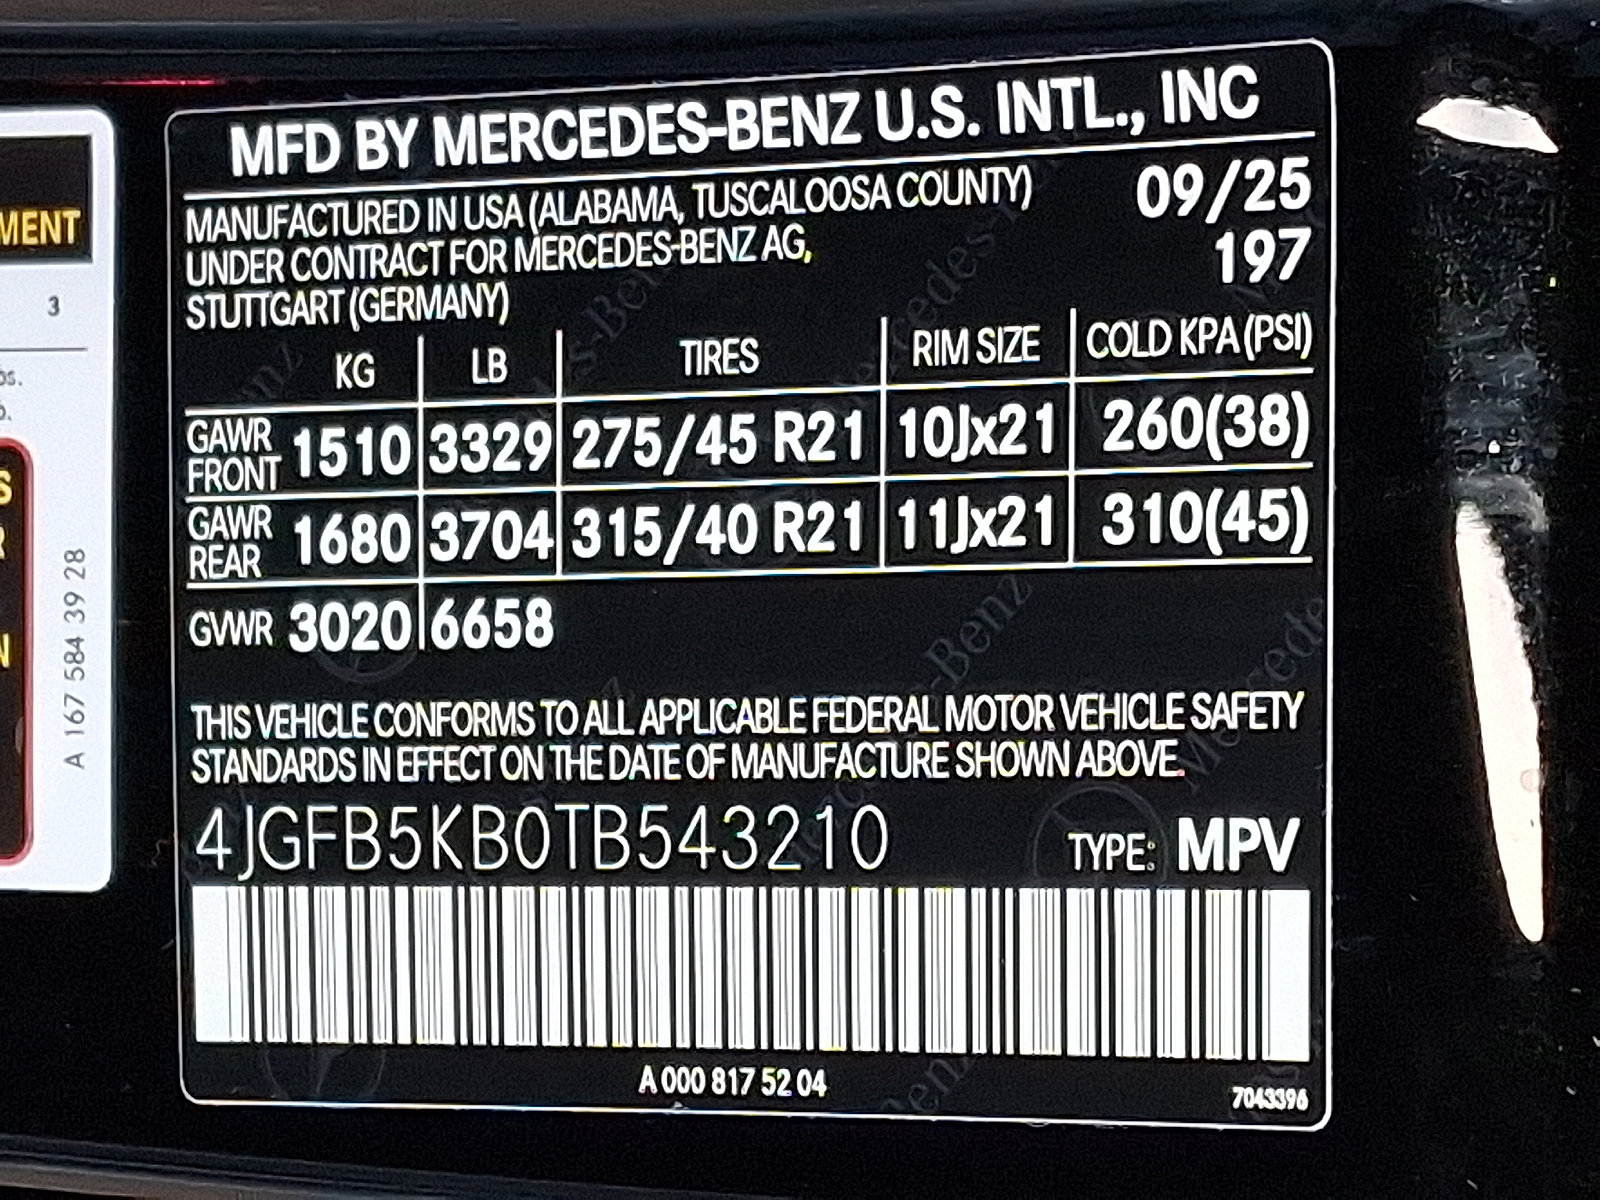 MFD BY MERCEDES-BENZ U.S. INTL., INC
MANUFACTURED IN USA (ALABAMA, TUSCALOOSA COUNTY) 09/25
UNDER CONTRACT FOR MERCEDES-BENZ AG, 197
STUTTGART (GERMANY)
KG LB TIRES RIM SIZE COLD KPA (PSI)
GAWR FRONT 1510 3329 275/45 R21 10Jx21 260(38)
GAWR REAR 1680 3704 315/40 R21 11Jx21 310(45)
GVWR 3020 6658
THIS VEHICLE CONFORMS TO ALL APPLICABLE FEDERAL MOTOR VEHICLE SAFETY
STANDARDS IN EFFECT ON THE DATE OF MANUFACTURE SHOWN ABOVE.
4JGFB5KB0TB543210 TYPE: MPV
A 000 817 52 04
7043396
MENT
3
A 167 584 39 28